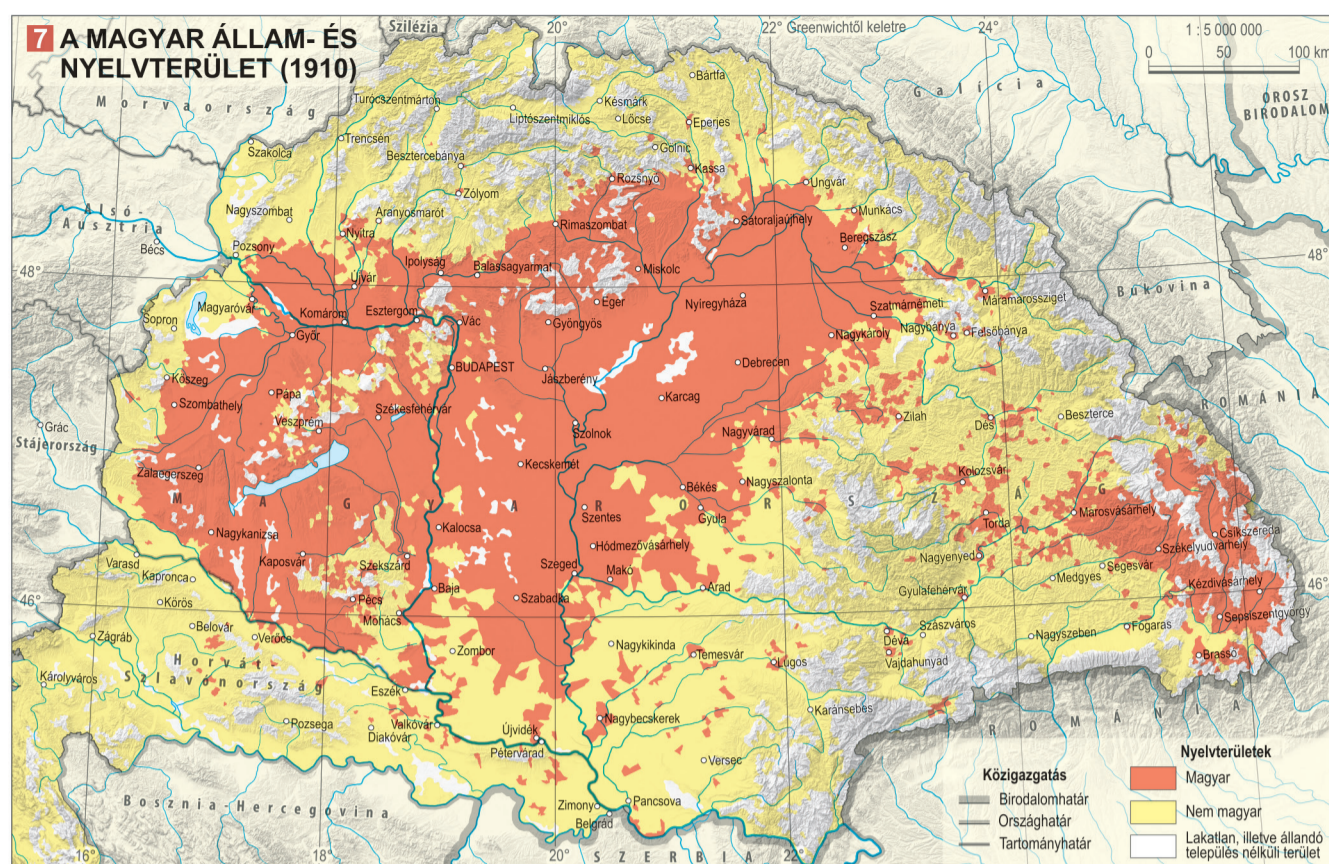 7 A MAGYAR ÁLLAM- ÉS
NYELVTERÜLET (1910)
20°
22°
Greenwichtől keletre
24°
1:5 000 000
0 50 100 km
Szilézia
Morvaország
Galícia
OROSZ
BIRODALOM
Bártfa
Turócszentmárton
Késmárk
Liptószentmiklós
Lőcse
Eperjes
Trencsén
Szakolca
Besztercebánya
Gölnic
Kassa
Rozsnyó
Ungvár
Zólyom
Nagyszombat
Aranyosmarót
Munkács
Alsó-
Ausztria
Bécs
Nyitra
Rimaszombat
Sátoraljaújhely
Beregszász
Pozsony
48°
Ipolyság
Balassagyarmat
Miskolc
48°
Újvár
Bukovina
Magyaróvár
Máramarossziget
Eger
Nyíregyháza
Sopron
Komárom
Esztergom
Vác
Gyöngyös
Szatmárnémeti
Győr
Nagykároly
Nagybánya
Felsőbánya
BUDAPEST
Jászberény
Debrecen
Kőszeg
Pápa
Karcag
Szombathely
Székesfehérvár
Zilah
Beszterce
Dés
ROMÁNIA
Grác
Stájerország
Veszprém
Szolnok
Nagyvárad
Zalaegerszeg
Kecskemét
Kolozsvár
Békés
Nagyszalonta
MAGYARORSZÁG
Szentes
Gyula
Torda
Marosvásárhely
Nagykanizsa
Kalocsa
Csíkszereda
Hódmezővásárhely
Székelyudvarhely
Nagyenyed
Varasd
Kaposvár
Szekszárd
Szeged
Makó
Segesvár
Kapronca
Medgyes
Kézdivásárhely
Baja
Arad
Gyulafehérvár
46°
Körös
Pécs
Szabadka
46°
Mohács
Sepsiszentgyörgy
Belovár
Fogaras
Zágráb
Verőce
Szászváros
Déva
Nagyszeben
Zombor
Nagykikinda
Temesvár
Lugos
Vajdahunyad
Brassó
Horvát-
Szlavónország
Károlyváros
Eszék
Karánsebes
Pozsega
Valkóvár
Diakóvár
Nagybecskerek
Újvidék
Pétervárad
ROMÁNIA
Versec
Bosznia-Hercegovina
Zimony
Pancsova
Belgrád
SZERBIA
16°
18°
20°
22°
Közigazgatás
Birodalomhatár
Országhatár
Tartományhatár
Nyelvterületek
Magyar
Nem magyar
Lakatlan, illetve állandó
település nélküli terület